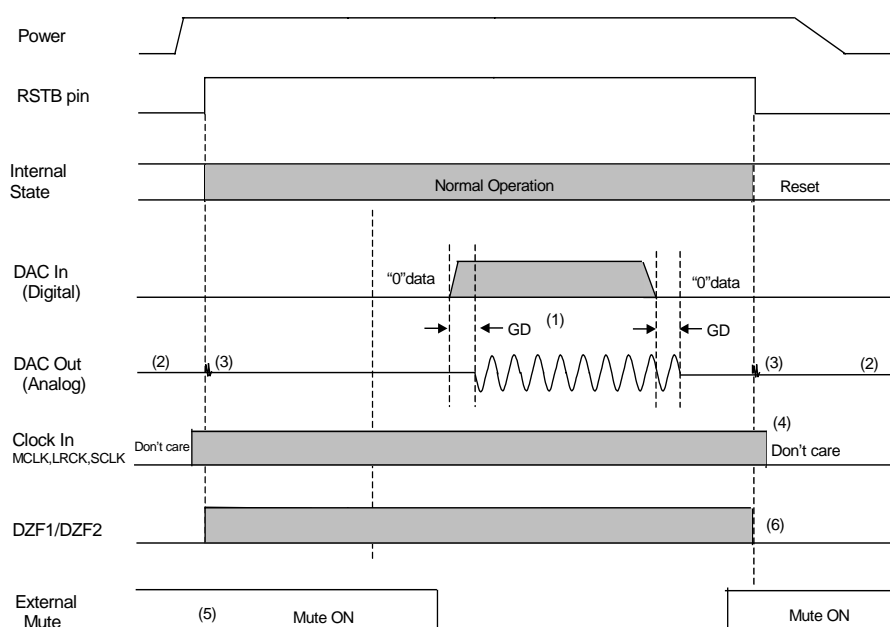 Power
RSTB pin
Internal
State
Normal Operation
Reset
DAC In
(Digital)
“0”data
“0”data
GD
(1)
GD
DAC Out
(Analog)
(2)
(3)
(3)
(2)
Clock In
MCLK,LRCK,SCLK
Don’t care
(4)
Don’t care
DZF1/DZF2
(6)
External
Mute
(5)
Mute ON
Mute ON